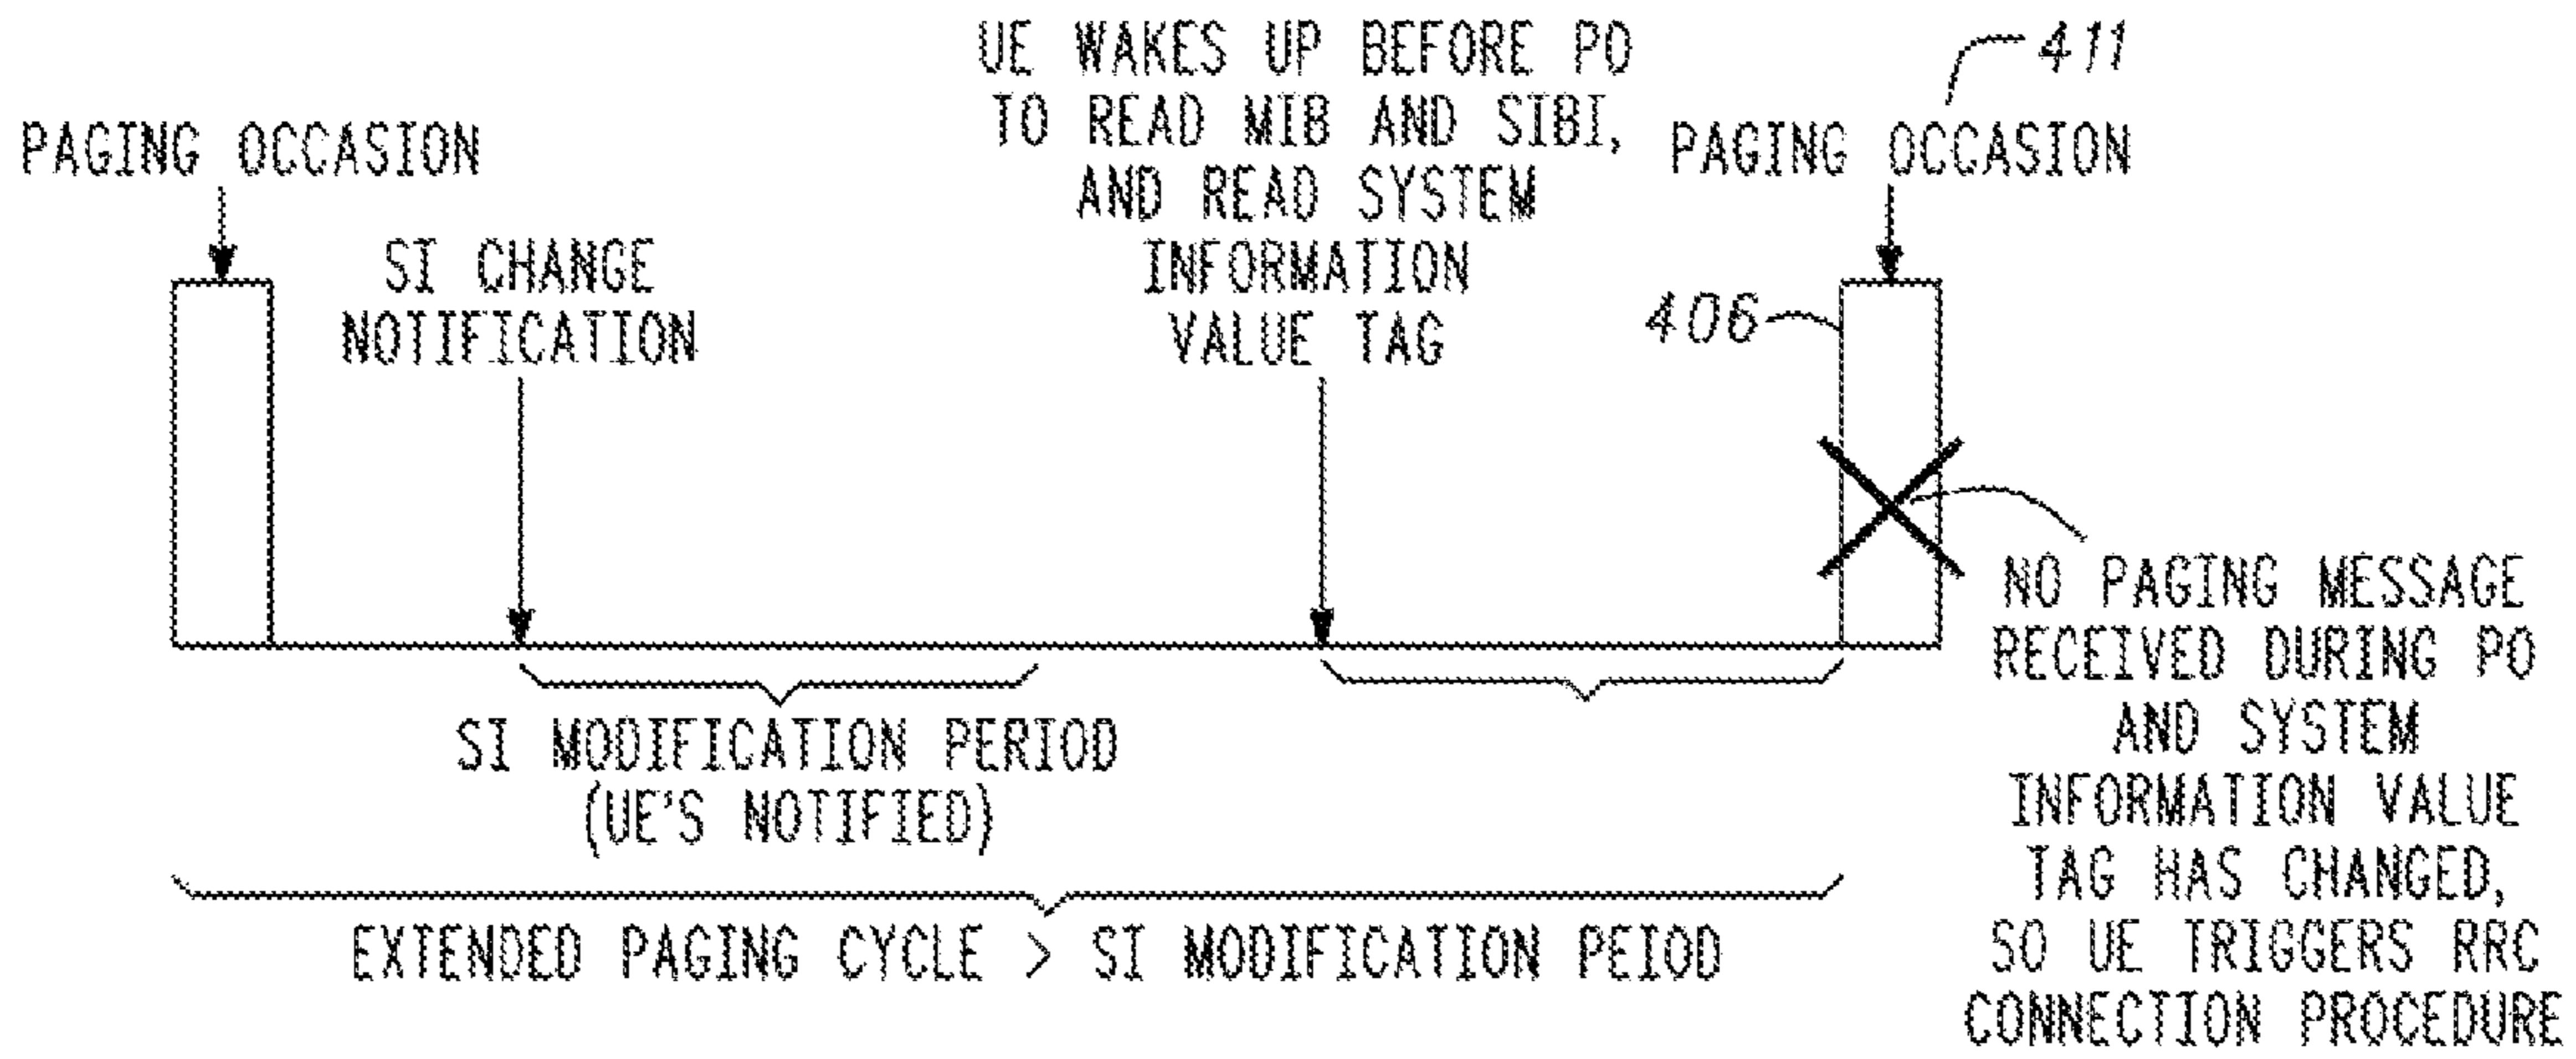 PAGING OCCASION
SI CHANGE
NOTIFICATION
UE WAKES UP BEFORE PO
TO READ MIB AND SIBI,
AND READ SYSTEM
INFORMATION
VALUE TAG
411
PAGING OCCASION
406
SI MODIFICATION PERIOD
(UE'S NOTIFIED)
EXTENDED PAGING CYCLE > SI MODIFICATION PEIOD
NO PAGING MESSAGE
RECEIVED DURING PO
AND SYSTEM
INFORMATION VALUE
TAG HAS CHANGED,
SO UE TRIGGERS RRC
CONNECTION PROCEDURE